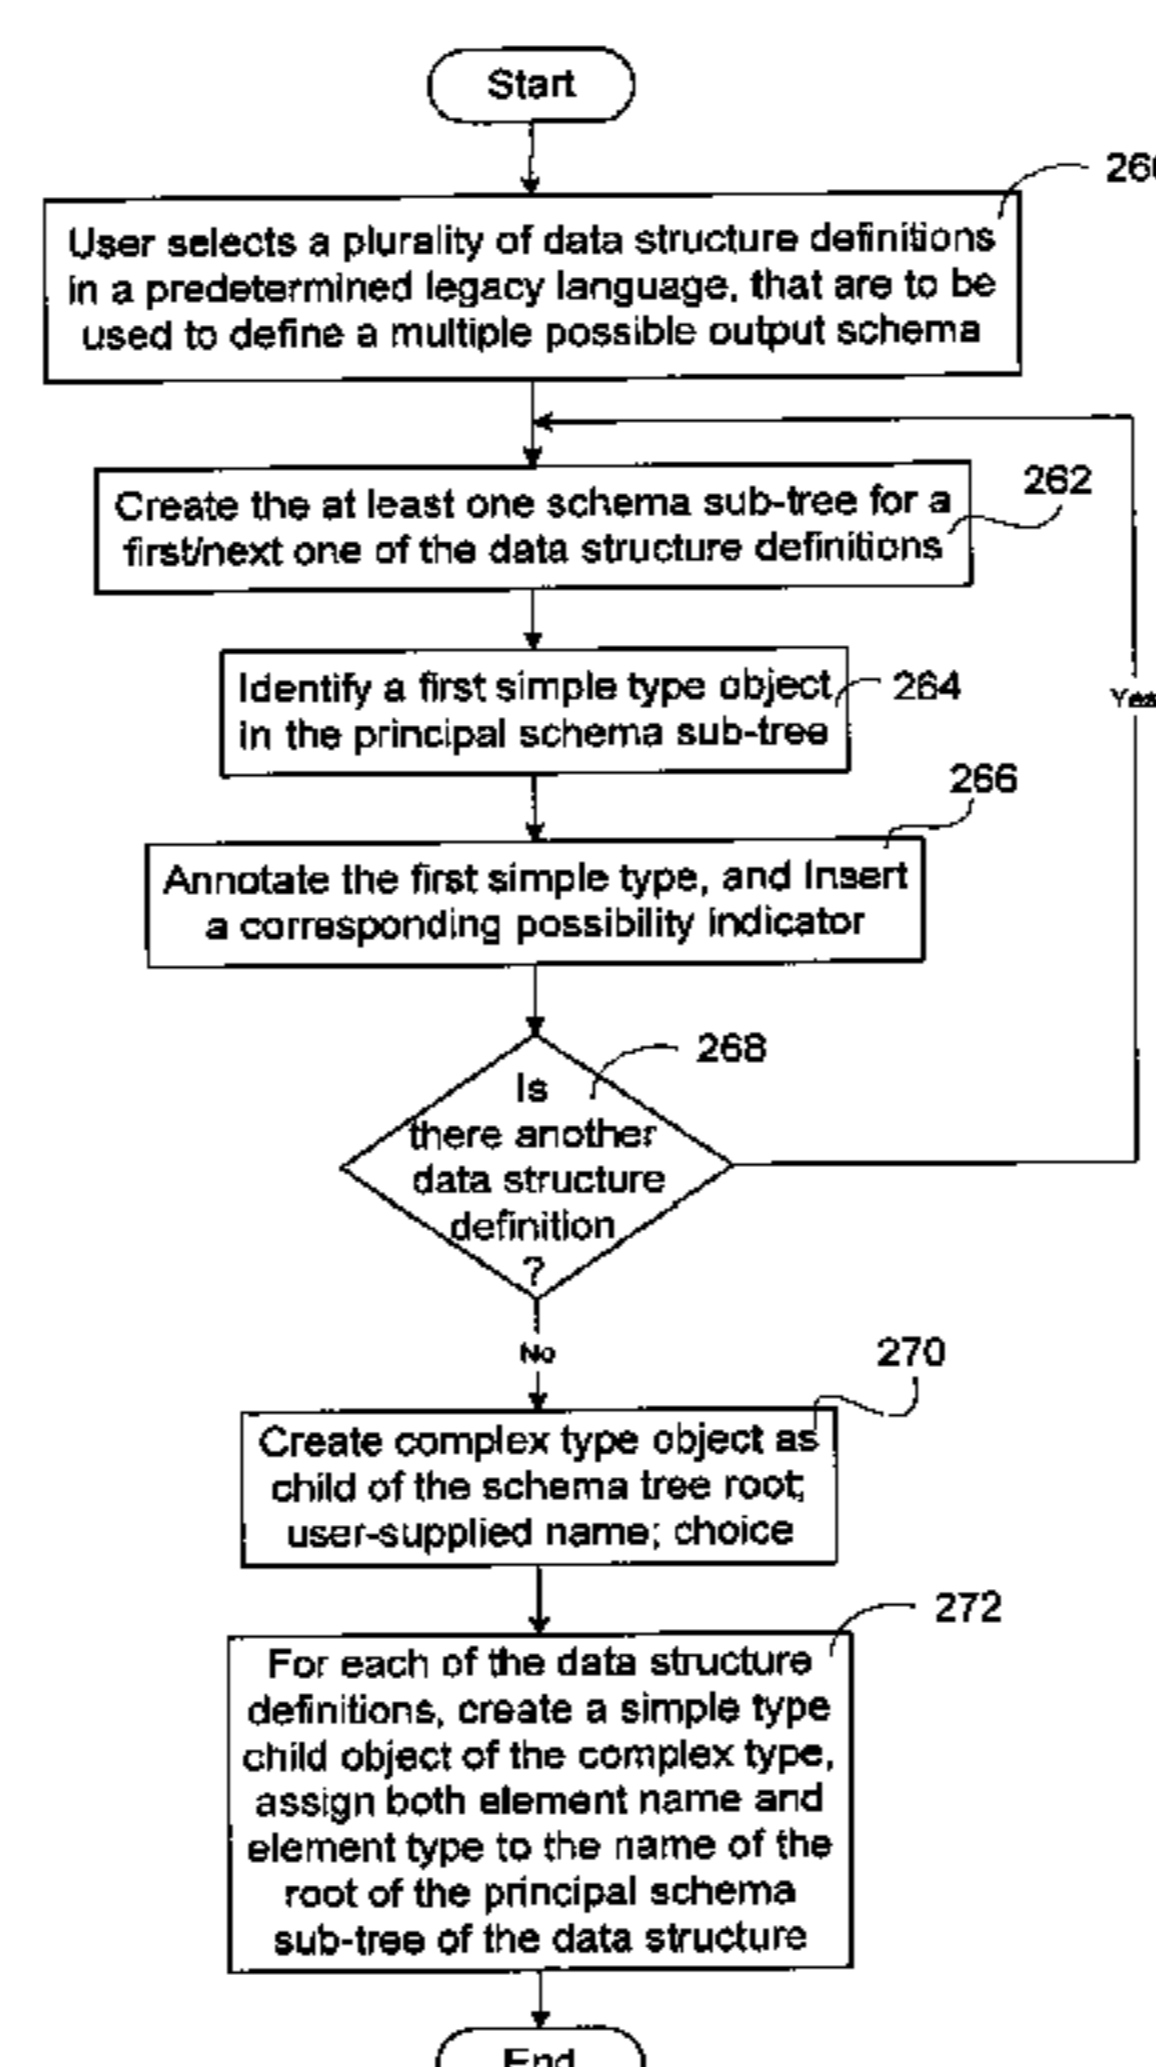 Start
260
User selects a plurality of data structure definitions
in a predetermined legacy language, that are to be
used to define a multiple possible output schema
Create the at least one schema sub-tree for a
first/next one of the data structure definitions
262
Identify a first simple type object
in the principal schema sub-tree
264
Yes
266
Annotate the first simple type, and Insert
a corresponding possibility indicator
268
Is
there another
data structure
definition
?
No
270
Create complex type object as
child of the schema tree root;
user-supplied name; choice
272
For each of the data structure
definitions, create a simple type
child object of the complex type,
assign both element name and
element type to the name of the
root of the principal schema
sub-tree of the data structure
End